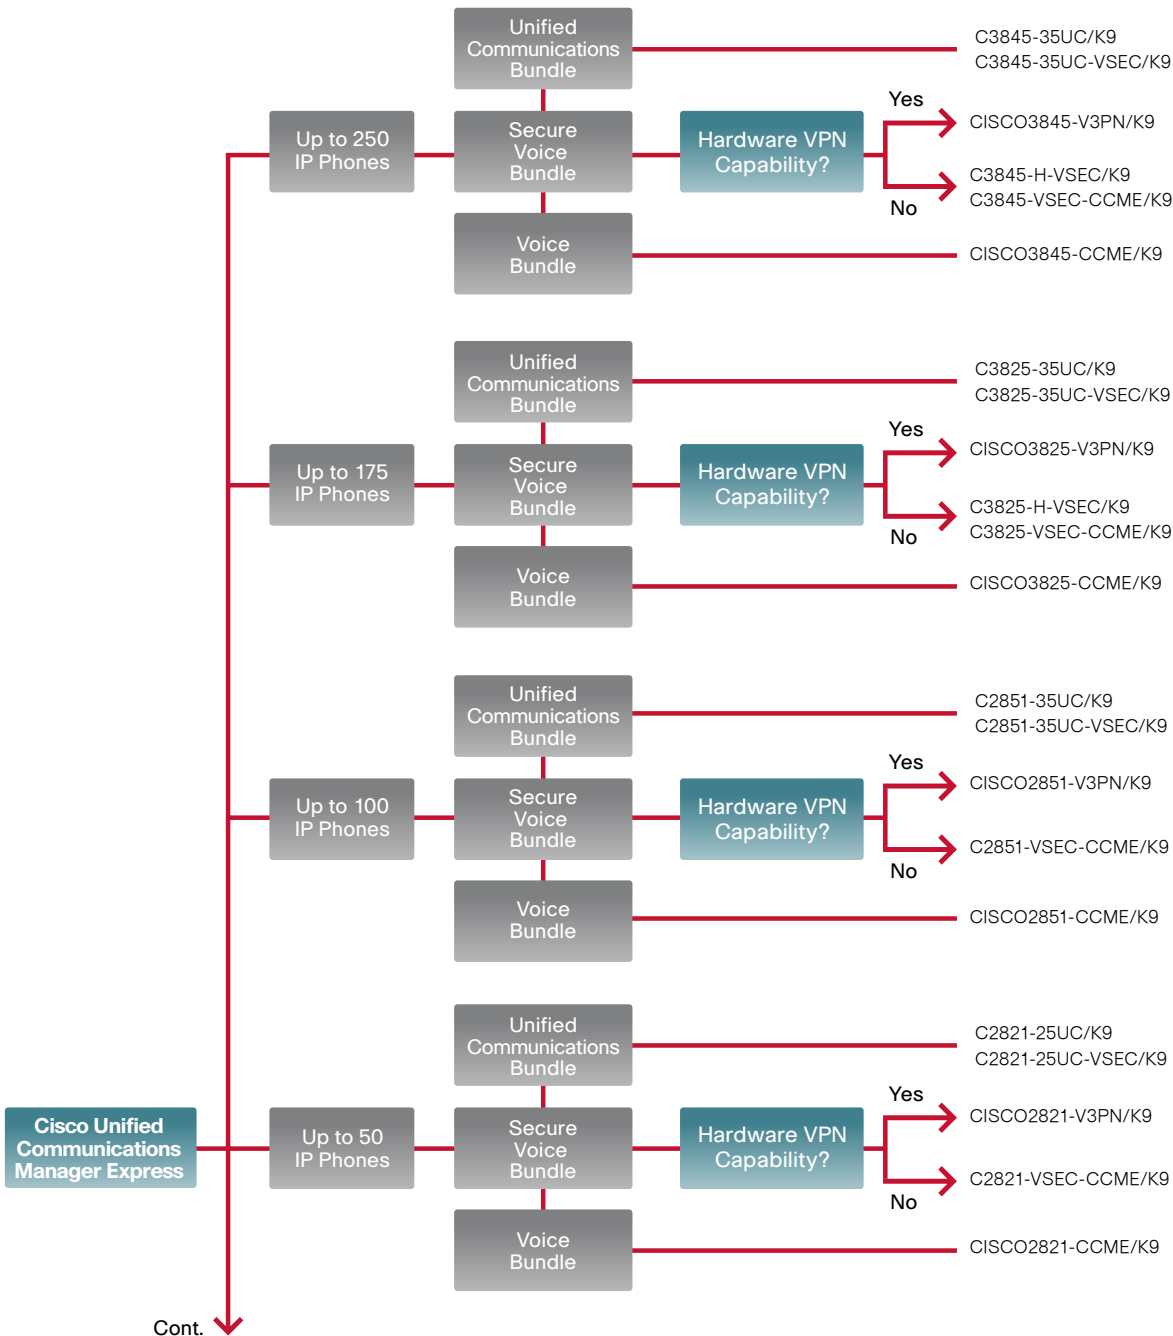 Unified
Communications
Bundle
C3845-35UC/K9
C3845-35UC-VSEC/K9
Up to 250
IP Phones
Secure
Voice
Bundle
Hardware VPN
Capability?
Yes
CISCO3845-V3PN/K9
C3845-H-VSEC/K9
C3845-VSEC-CCME/K9
No
Voice
Bundle
CISCO3845-CCME/K9
Unified
Communications
Bundle
C3825-35UC/K9
C3825-35UC-VSEC/K9
Up to 175
IP Phones
Secure
Voice
Bundle
Hardware VPN
Capability?
Yes
CISCO3825-V3PN/K9
C3825-H-VSEC/K9
C3825-VSEC-CCME/K9
No
Voice
Bundle
CISCO3825-CCME/K9
Unified
Communications
Bundle
C2851-35UC/K9
C2851-35UC-VSEC/K9
Up to 100
IP Phones
Secure
Voice
Bundle
Hardware VPN
Capability?
Yes
CISCO2851-V3PN/K9
C2851-VSEC-CCME/K9
No
Voice
Bundle
CISCO2851-CCME/K9
Unified
Communications
Bundle
C2821-25UC/K9
C2821-25UC-VSEC/K9
Cisco Unified
Communications
Manager Express
Up to 50
IP Phones
Secure
Voice
Bundle
Hardware VPN
Capability?
Yes
CISCO2821-V3PN/K9
C2821-VSEC-CCME/K9
No
Voice
Bundle
CISCO2821-CCME/K9
Cont.